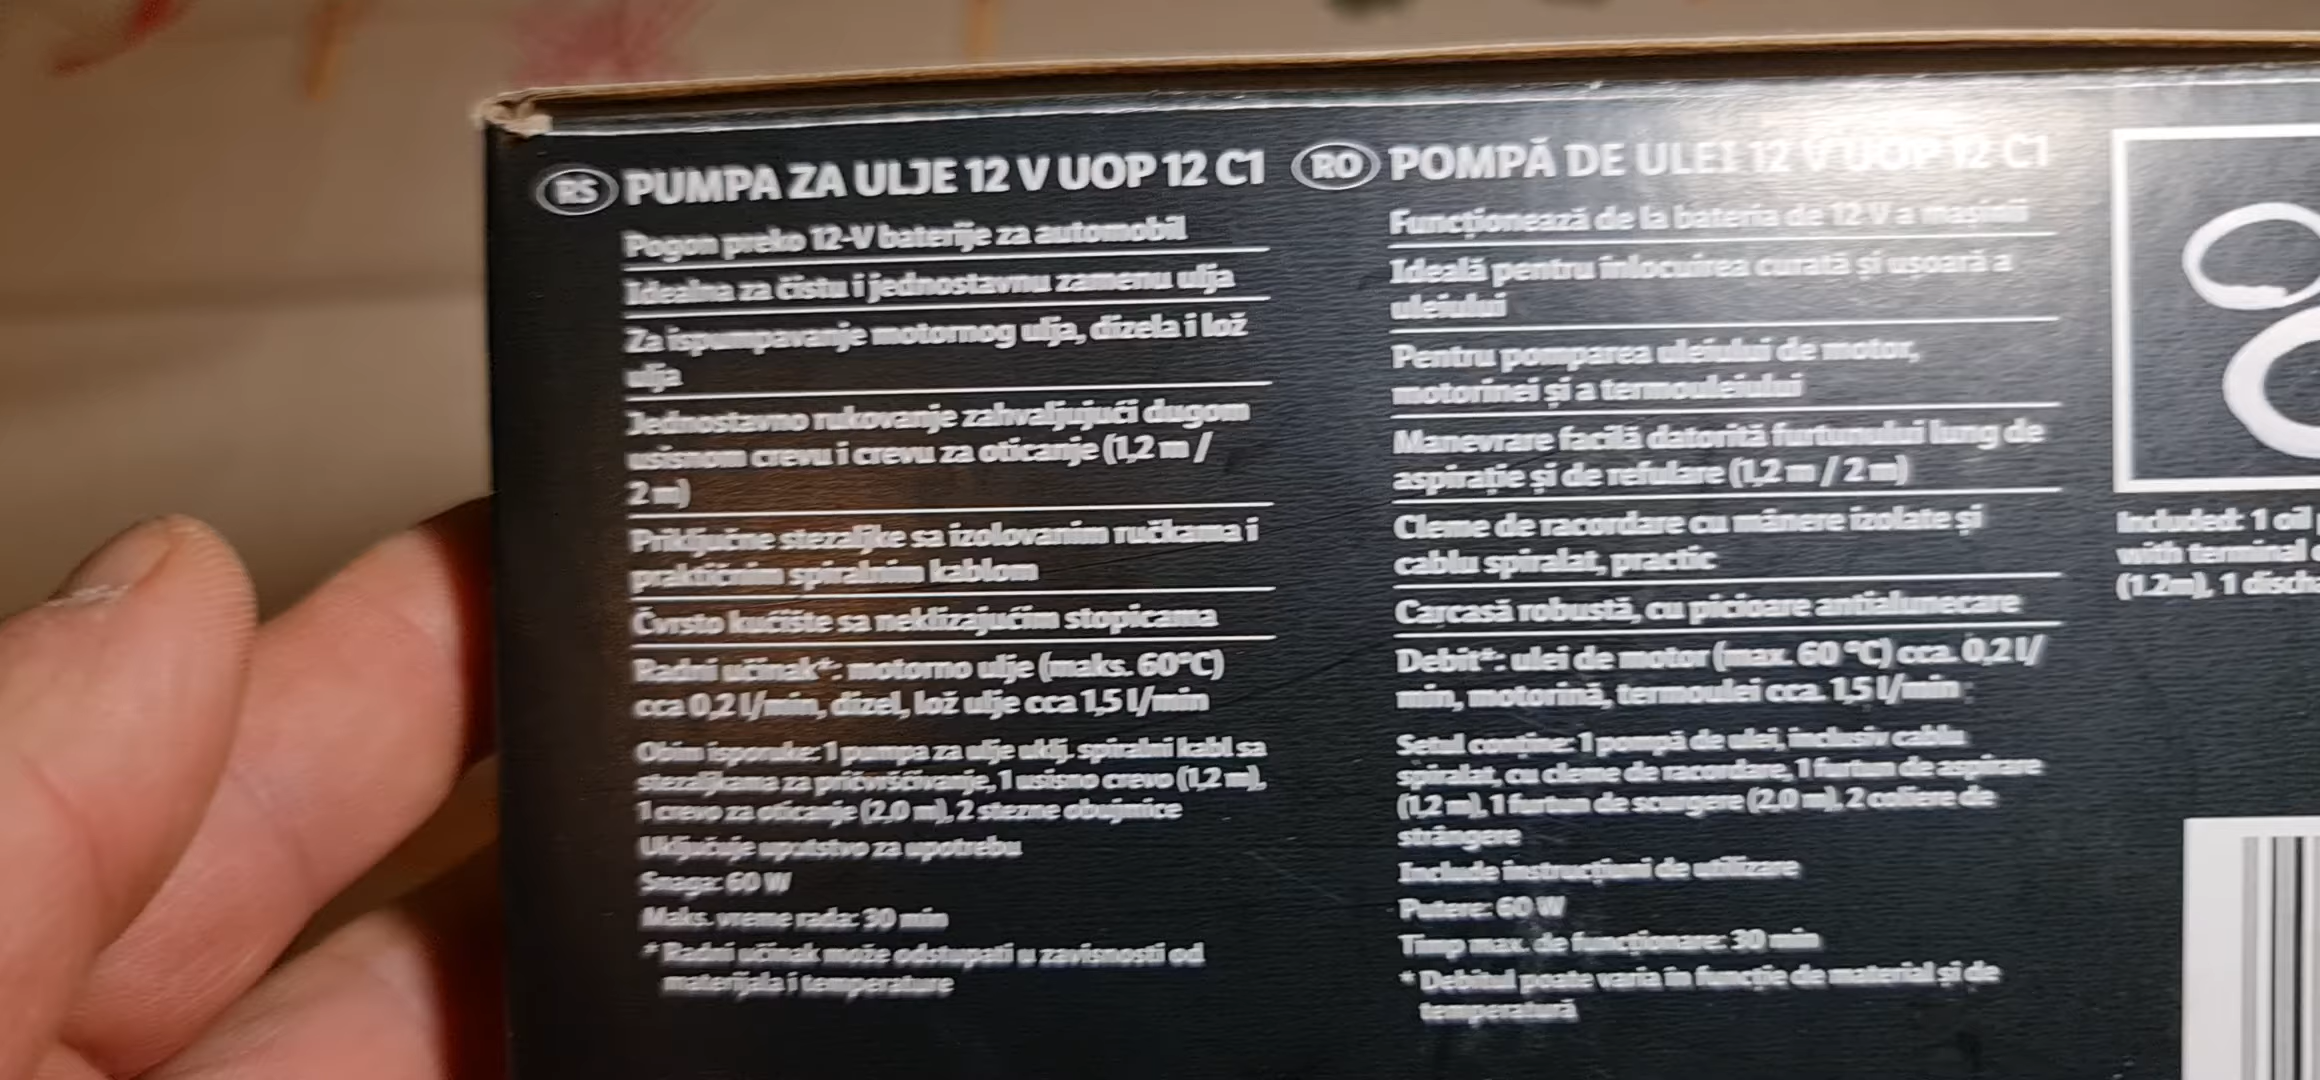 RS PUMPA ZA ULJE 12 V UOP 12 C1
Pogon preko 12-V baterije za automobil
Idealna za čistu i jednostavnu zamenu ulja
Za ispumpavanje motornog ulja, dizela i lož
ulja
Jednostavno rukovanje zahvaljujući dugom
usisnom crevu i crevu za oticanje (1,2 m /
2 m)
Priključne stezaljke sa izolovanim ručkama i
praktičnim spiralnim kablom
Čvrsto kućište sa neklizajućim stopicama
Radni učinak*: motorno ulje (maks. 60°C)
cca 0,2 l/min, dizel, lož ulje cca 1,5 l/min
Obim isporuke: 1 pumpa za ulje uklj. spiralni kabl sa
stezaljkama za pričvršćivanje, 1 usisno crevo (1,2 m),
1 crevo za oticanje (2,0 m), 2 stezne obujmice
Uključuje uputstvo za upotrebu
Snaga: 60 W
Maks. vreme rada: 30 min
* Radni učinak može odstupati u zavisnosti od
materijala i temperature
RO POMPĂ DE ULEI 12 V UOP 12 C1
Funcționează de la bateria de 12 V a mașinii
Ideală pentru înlocuirea curată și ușoară a
uleiului
Pentru pomparea uleiului de motor,
motorinei și a termouleiului
Manevrare facilă datorită furtunului lung de
aspirație și de refulare (1,2 m / 2 m)
Cleme de racordare cu mânere izolate și
cablu spiralat, practic
Carcasă robustă, cu picioare antialunecare
Debit*: ulei de motor (max. 60 °C) cca. 0,2 l/
min, motorină, termoulei cca. 1,5 l/min
Setul conține: 1 pompă de ulei, inclusiv cablu
spiralat, cu cleme de racordare, 1 furtun de aspirare
(1,2 m), 1 furtun de scurgere (2.0 m), 2 coliere de
strângere
Include instrucțiuni de utilizare
Putere: 60 W
Timp max. de funcționare: 30 min
* Debitul poate varia în funcție de material și de
temperatură
Included: 1 oil
with terminal
(1.2m), 1 disch